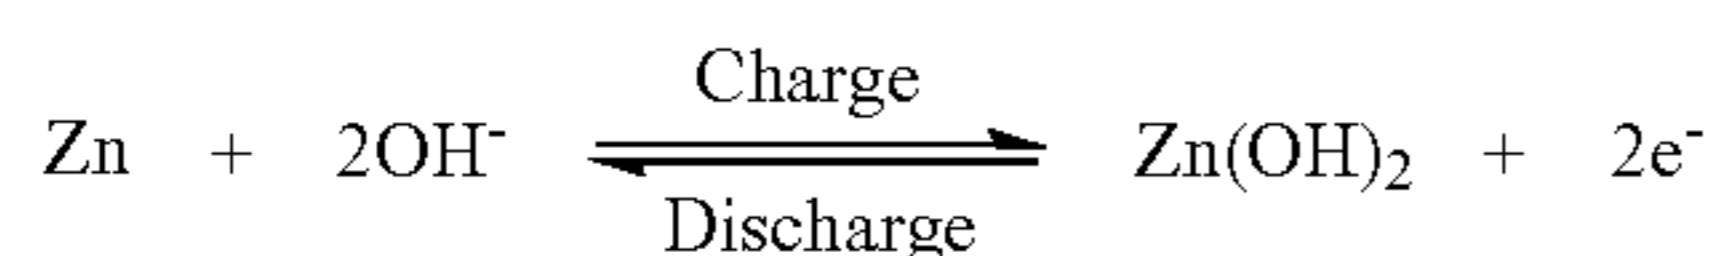 Charge
Zn + 2OH⁻ ⇌ Zn(OH)₂ + 2e⁻
Discharge